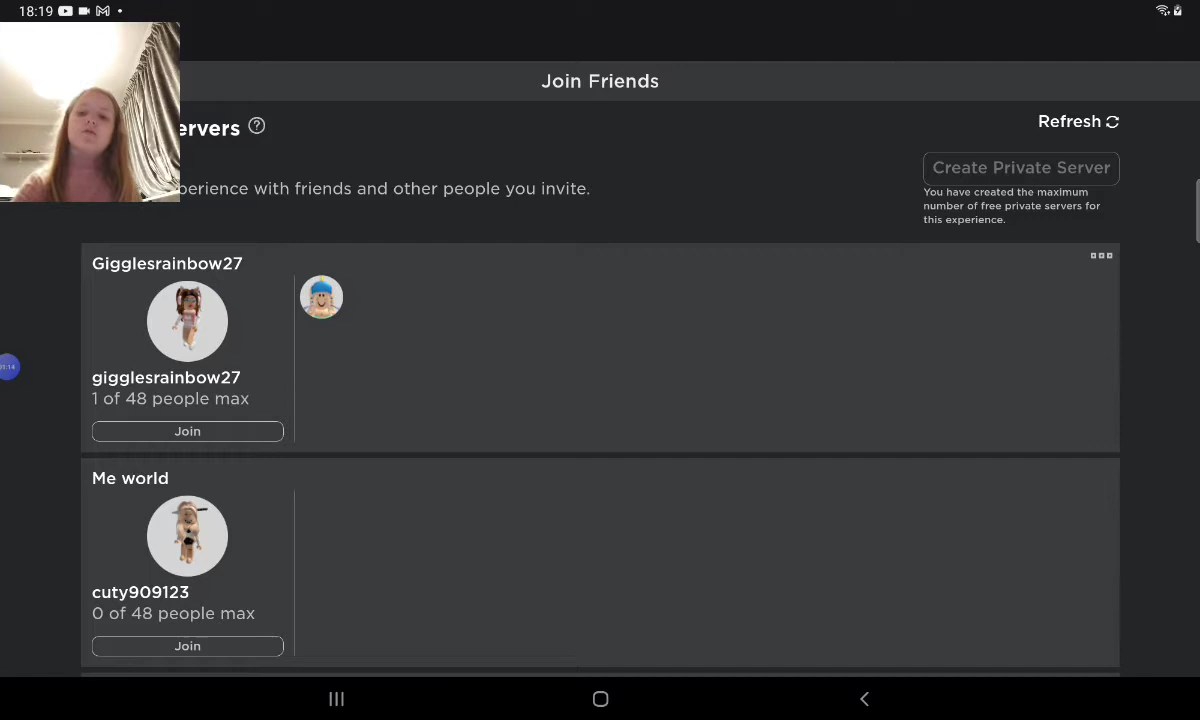 18:19
Join Friends
ervers
Refresh
Create Private Server
perience with friends and other people you invite.
You have created the maximum
number of free private servers for
this experience.
Gigglesrainbow27
gigglesrainbow27
1 of 48 people max
Join
Me world
cuty909123
0 of 48 people max
Join
01:14